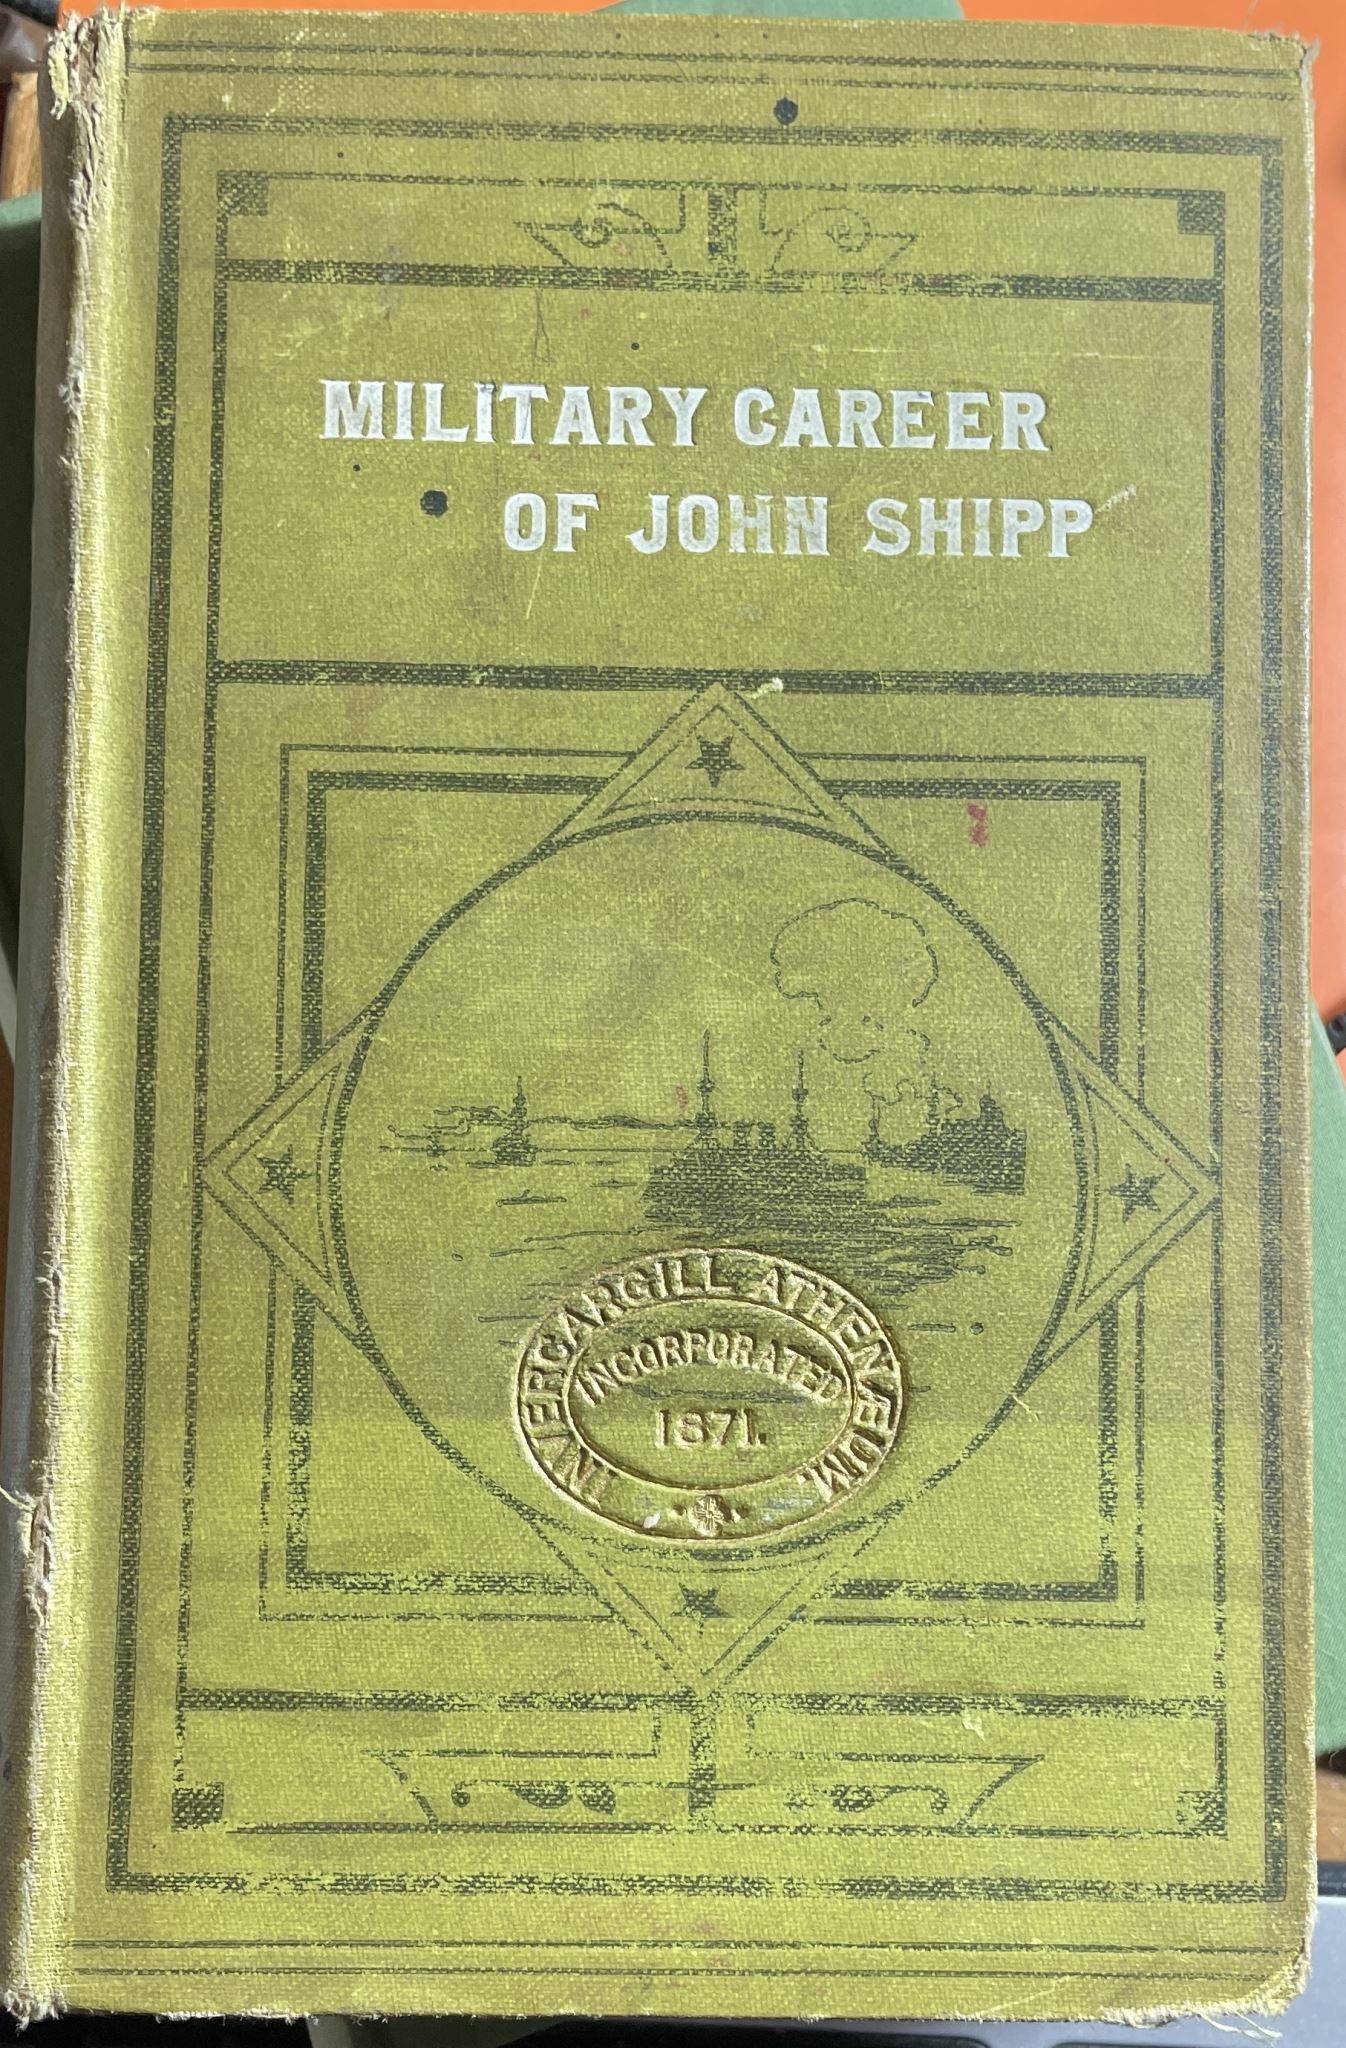 MILITARY CAREER
OF JOHN SHIPP
INVERCARGILL ATHENÆUM.
INCORPORATED
1871.